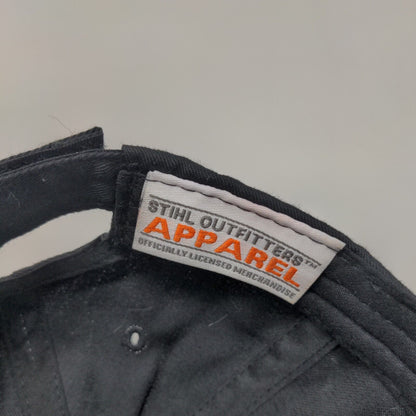 STIHL OUTFITTERS™
APPAREL
OFFICIALLY LICENSED MERCHANDISE